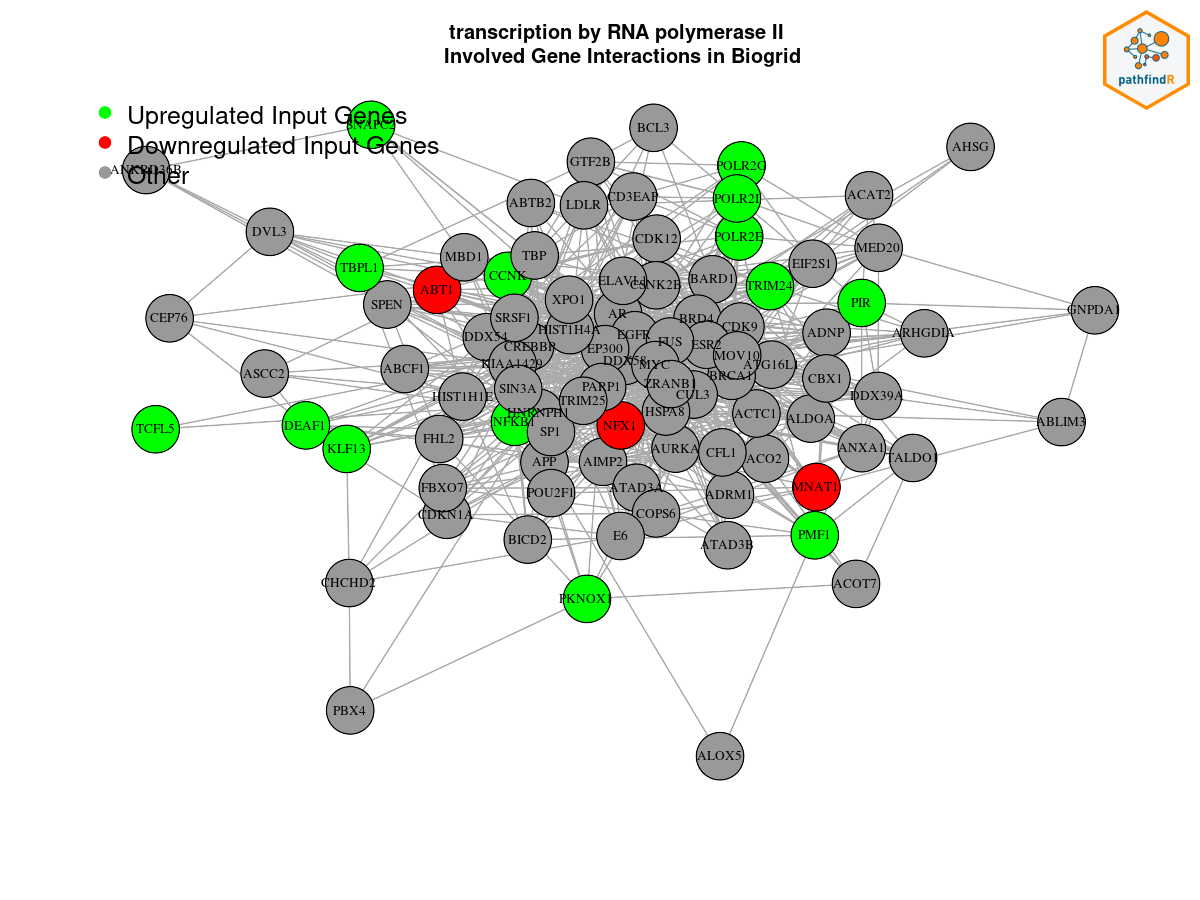 transcription by RNA polymerase II
Involved Gene Interactions in Biogrid
pathfindR
Upregulated Input Genes
Downregulated Input Genes
Other
SNAPC2
ANKRD36B
BCL3
AHSG
GTF2B
POLR2G
ABTB2
LDLR
CD3EAP
POLR2I
ACAT2
DVL3
CDK12
POLR2E
MED20
TBPL1
MBD1
TBP
CCNK
EIF2S1
ABT1
ELAVL1
CSNK2B
BARD1
TRIM24
SPEN
XPO1
PIR
GNPDA1
CEP76
SRSF1
AR
BRD4
CDK9
ADNP
ARHGDIA
DDX54
HIST1H4A
EGFR
FUS
ESR2
CREBBP
EP300
MOV10
KIAA1429
DDX58
MYC
BRCA1
ATG16L1
ASCC2
ABCF1
SIN3A
PARP1
ZRANB1
CUL3
CBX1
HIST1H1E
TRIM25
DDX39A
HNRNPH1
HSPA8
ACTC1
ALDOA
TCFL5
DEAF1
NFKB1
SP1
NFX1
ABLIM3
KLF13
FHL2
AURKA
CFL1
ANXA1
APP
AIMP2
ACO2
TALDO1
FBXO7
POU2F1
ATAD3A
ADRM1
MNAT1
CDKN1A
COPS6
BICD2
E6
ATAD3B
PMF1
CHCHD2
PKNOX1
ACOT7
PBX4
ALOX5